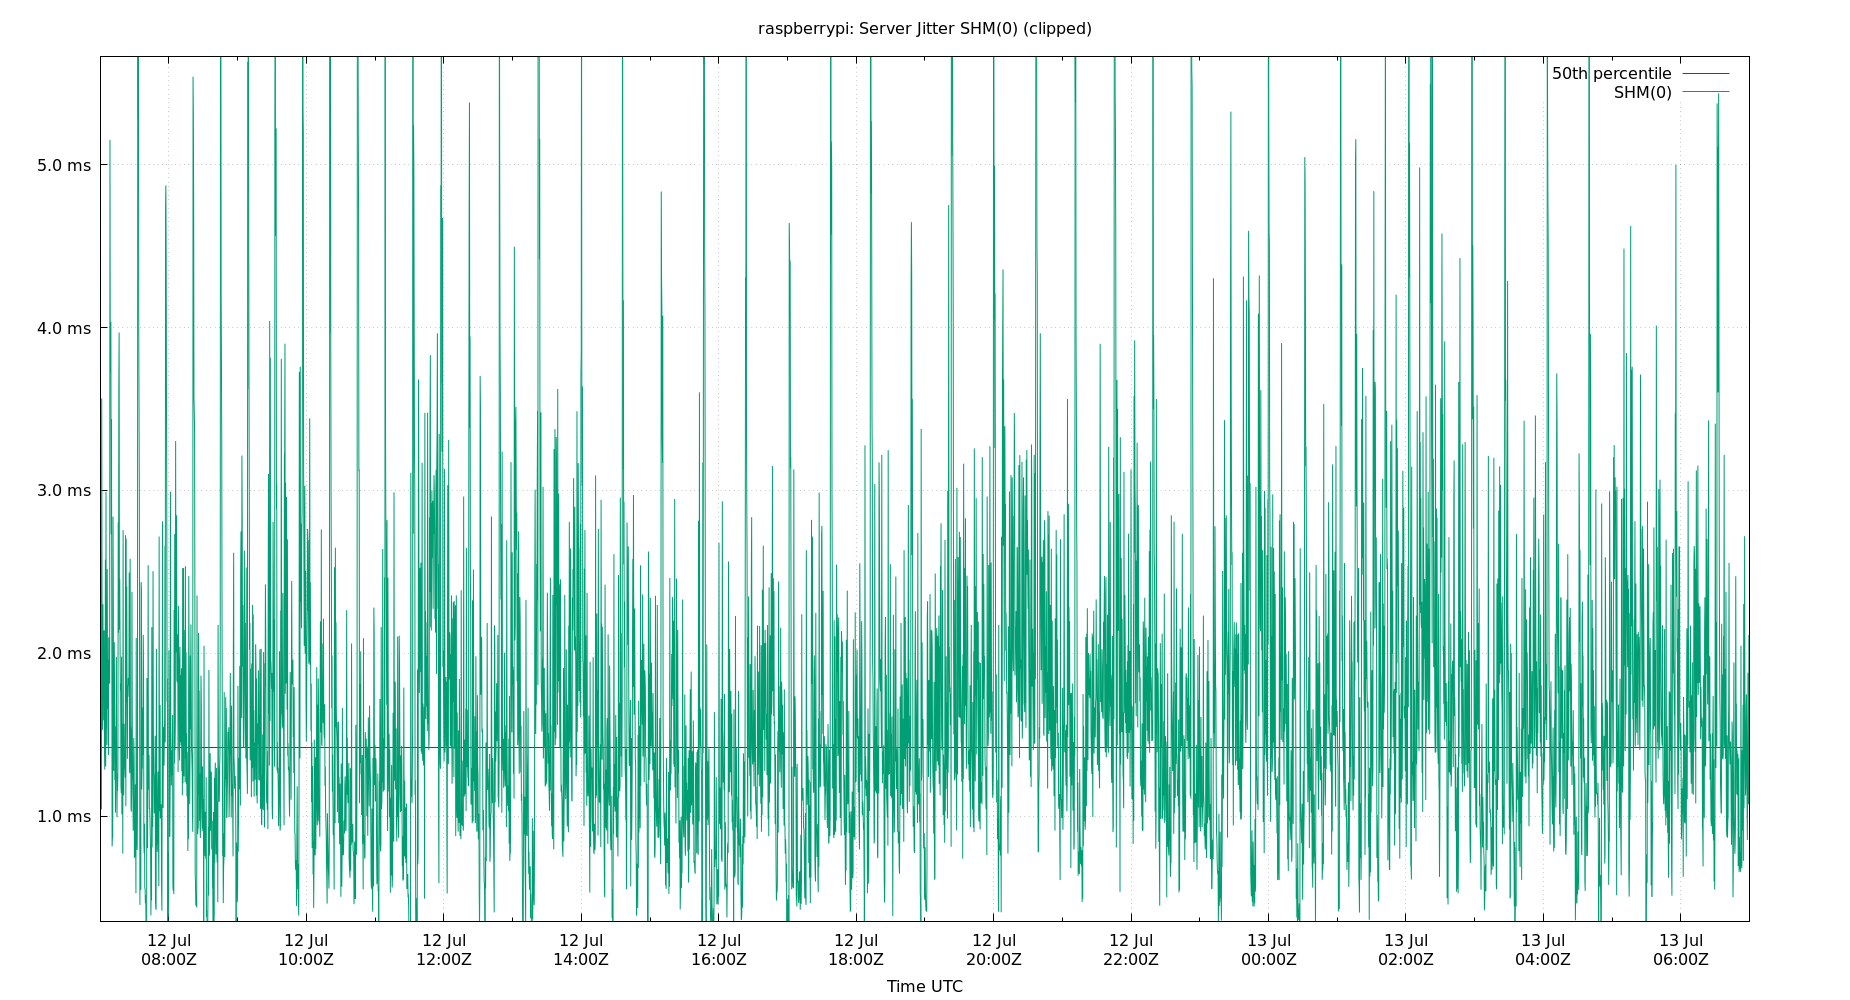 raspberrypi: Server Jitter SHM(0) (clipped)
50th percentile
SHM(0)
5.0 ms
4.0 ms
3.0 ms
2.0 ms
1.0 ms
12 Jul 12 Jul 12 Jul 12 Jul 12 Jul 12 Jul 12 Jul 12 Jul 13 Jul 13 Jul 13 Jul 13 Jul
08:00Z 10:00Z 12:00Z 14:00Z 16:00Z 18:00Z 20:00Z 22:00Z 00:00Z 02:00Z 04:00Z 06:00Z
Time UTC